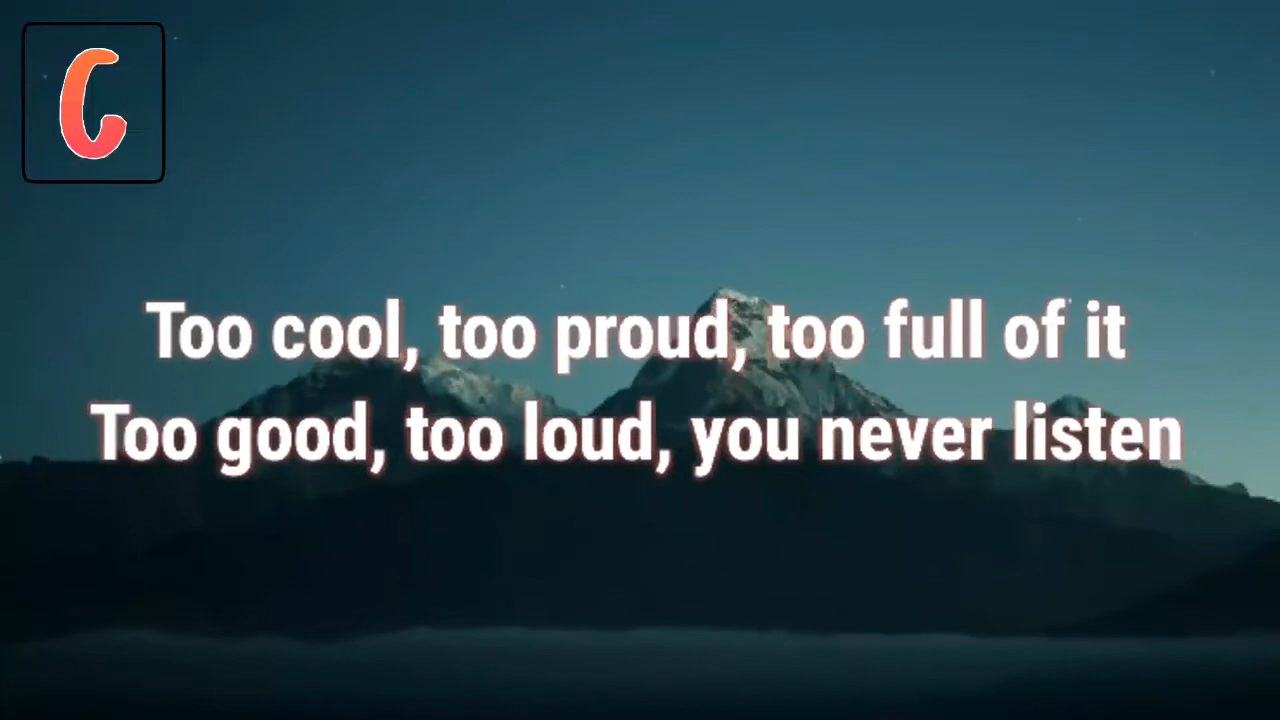 C
Too cool, too proud, too full of it
Too good, too loud, you never listen